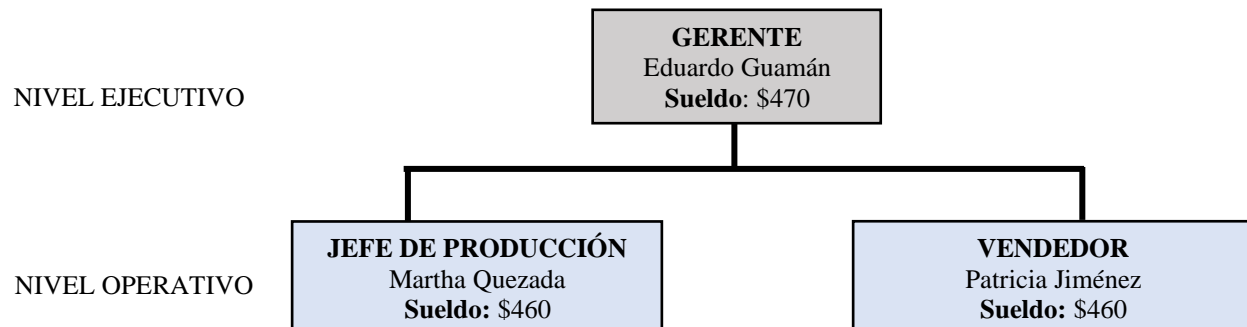 GERENTE
Eduardo Guamán
Sueldo: $470
NIVEL EJECUTIVO
JEFE DE PRODUCCIÓN
Martha Quezada
Sueldo: $460
VENDEDOR
Patricia Jiménez
Sueldo: $460
NIVEL OPERATIVO